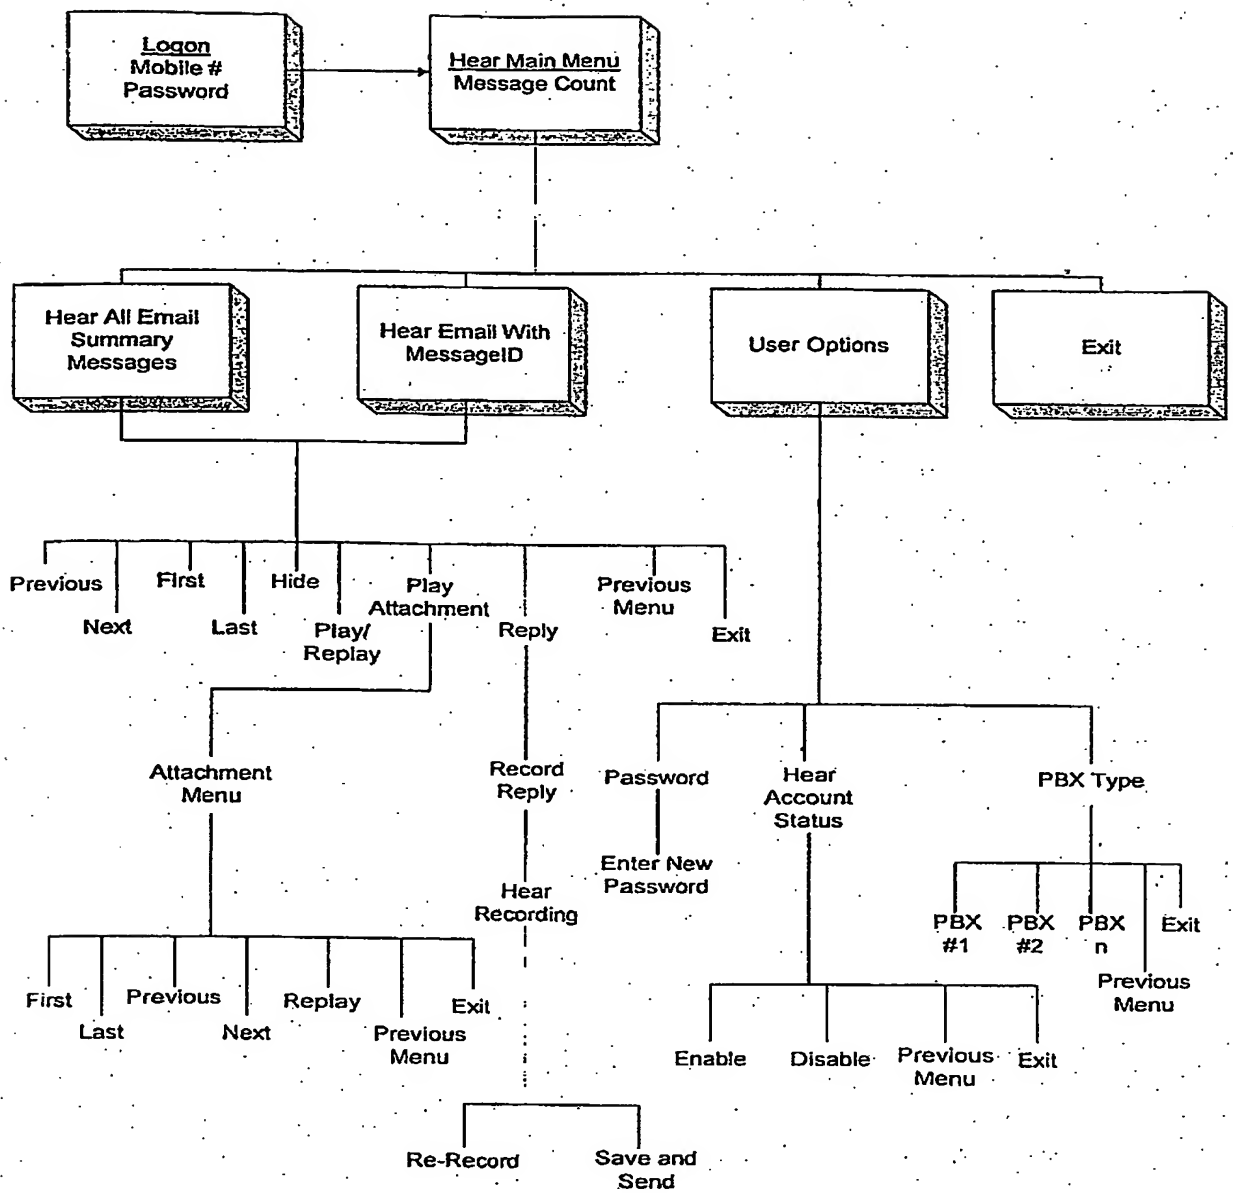 Logon
Mobile #
Password
Hear Main Menu
Message Count
Hear All Email
Summary
Messages
Hear Email With
MessageID
User Options
Exit
Previous
Next
First
Last
Hide
Play/
Replay
Play
Attachment
Reply
Previous
Menu
Exit
Attachment
Menu
Record
Reply
Hear
Recording
Password
Enter New
Password
Hear
Account
Status
PBX Type
PBX
#1
PBX
#2
PBX
n
Previous
Menu
Exit
First
Last
Previous
Next
Replay
Previous
Menu
Exit
Enable
Disable
Previous
Menu
Exit
Re-Record
Save and
Send